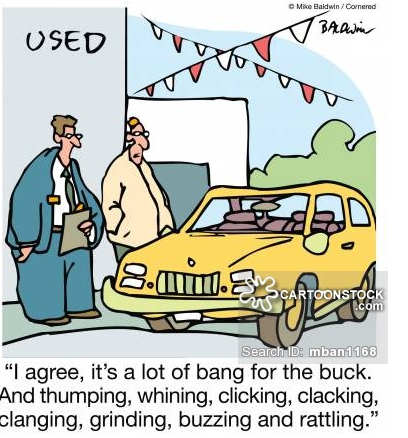 © Mike Baldwin / Cornered
BALDWIN
USED
CARTOONSTOCK
.com
Search ID: mban1168
“I agree, it’s a lot of bang for the buck.
And thumping, whining, clicking, clacking,
clanging, grinding, buzzing and rattling.”